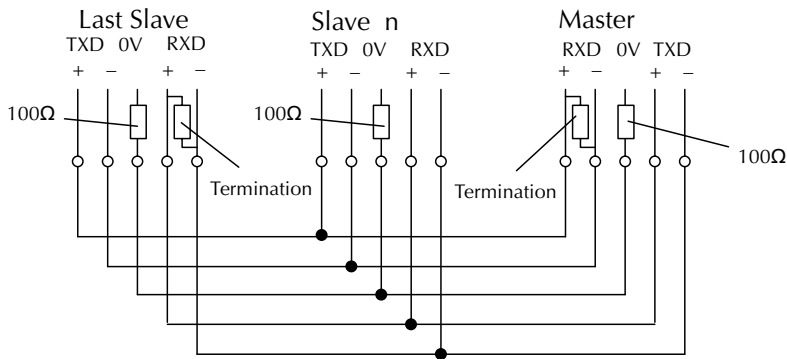 Last Slave Slave n Master
TXD 0V RXD TXD 0V RXD RXD 0V TXD
+ − + − + − + − + − + −
100Ω 100Ω 100Ω
Termination Termination